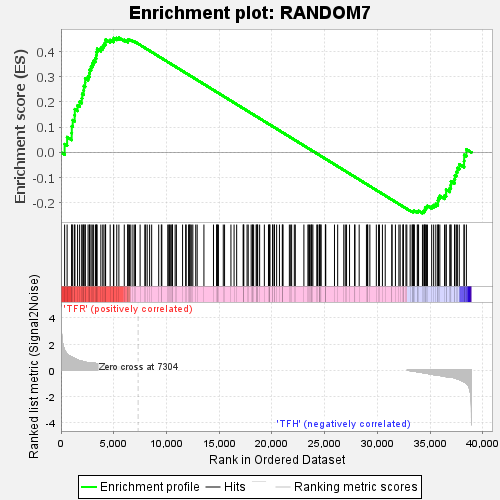 Enrichment plot: RANDOM7
Enrichment score (ES)
0.4
0.3
0.2
0.1
0.0
-0.1
-0.2
'TFR' (positively correlated)
Zero cross at 7304
'TFH' (negatively correlated)
Ranked list metric (Signal2Noise)
4
2
0
-2
-4
0
5,000
10,000
15,000
20,000
25,000
30,000
35,000
40,000
Rank in Ordered Dataset
Enrichment profile
Hits
Ranking metric scores